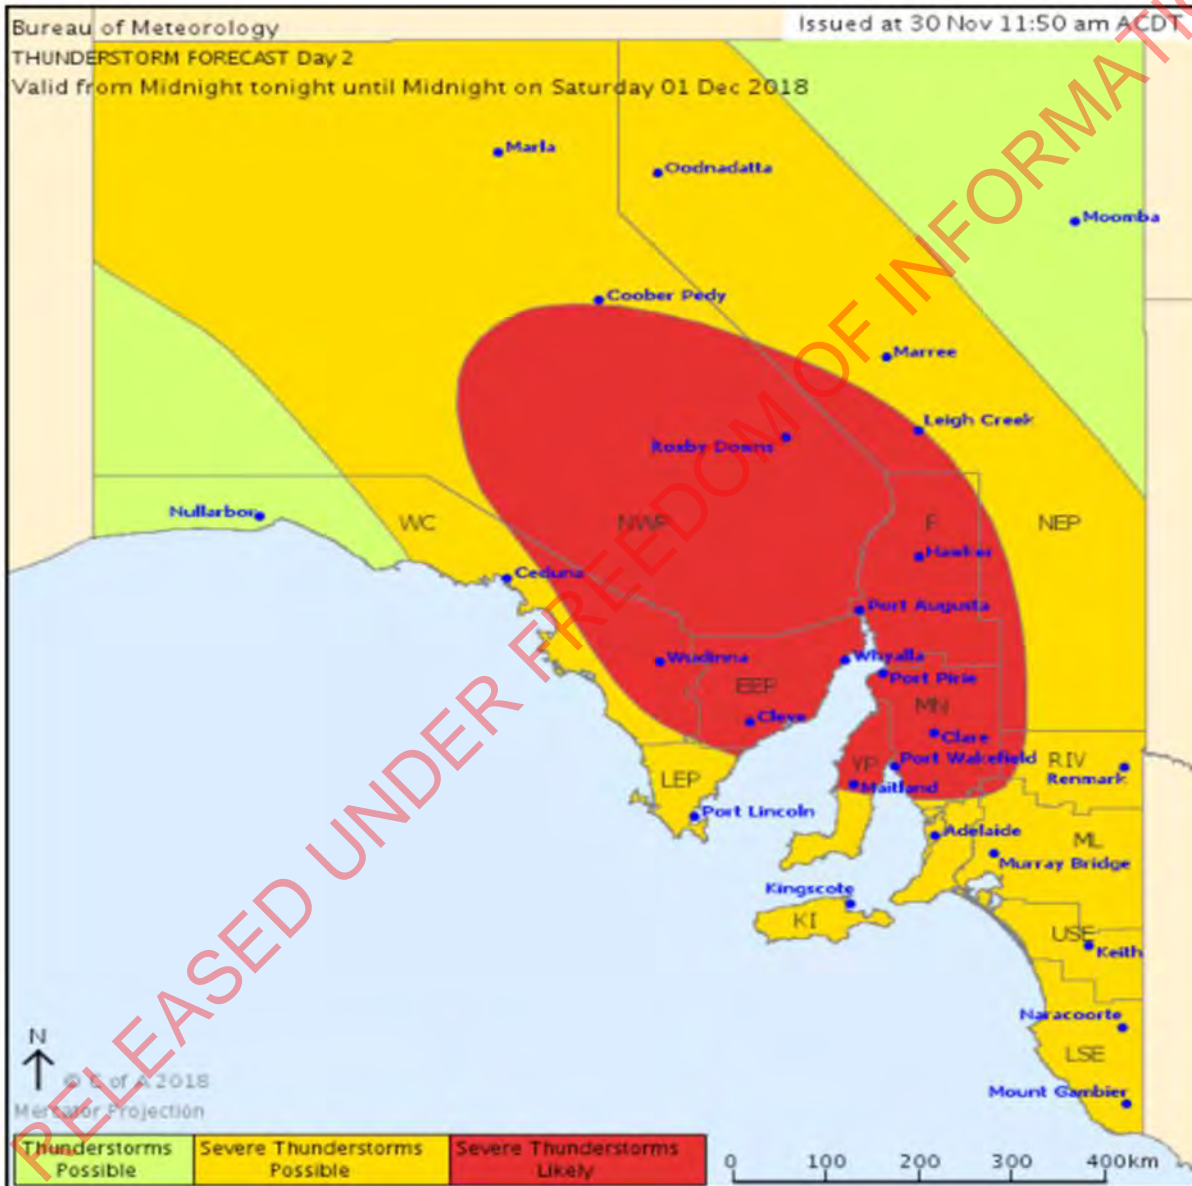 Bureau of Meteorology
Issued at 30 Nov 11:50 am ACDT
THUNDERSTORM FORECAST Day 2
Valid from Midnight tonight until Midnight on Saturday 01 Dec 2018
Marla
Oodnadatta
Moomba
Coober Pedy
Marree
Leigh Creek
Roxby Downs
Nullarbor
WC
NWP
F
NEP
Hawker
Ceduna
Port Augusta
Wudinna
Whyalla
Port Pirie
EEP
MN
Cleve
Clare
YP
Port Wakefield
RIV
Renmark
LEP
Maitland
Port Lincoln
Adelaide
ML
Murray Bridge
Kingscote
KI
USE
Keith
Naracoorte
LSE
Mount Gambier
N
© C of A 2018
Mercator Projection
Thunderstorms Possible
Severe Thunderstorms Possible
Severe Thunderstorms Likely
0 100 200 300 400km
RELEASED UNDER FREEDOM OF INFORMATI